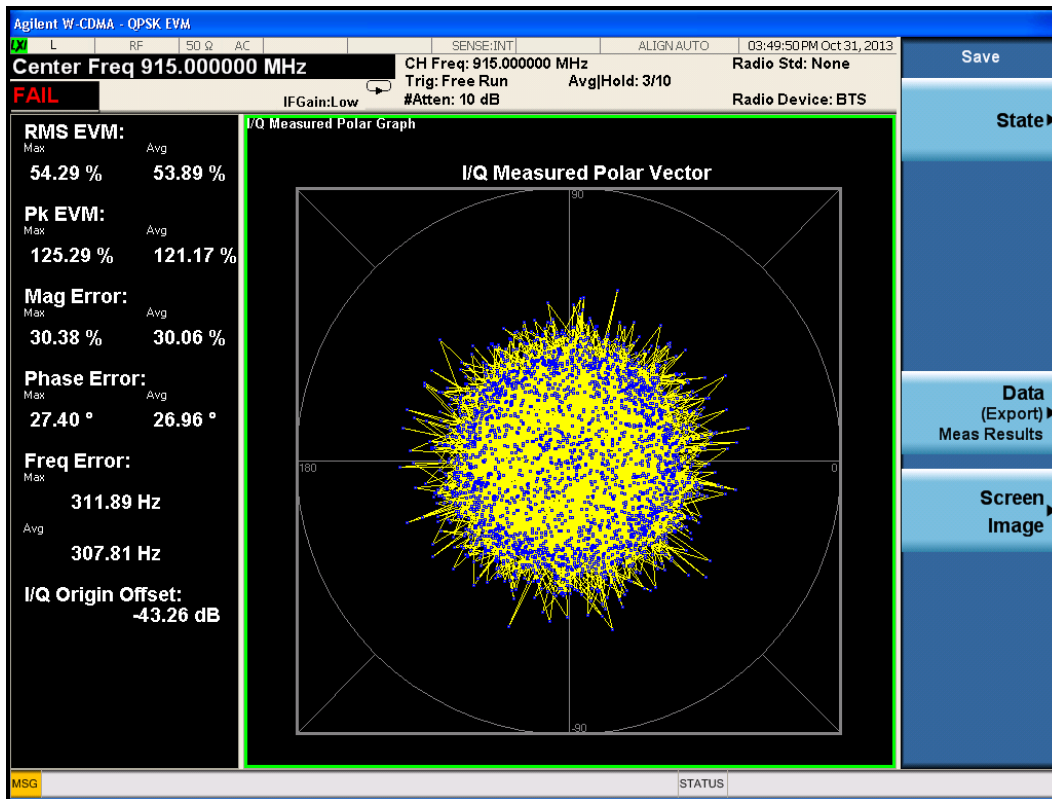 Agilent W-CDMA - QPSK EVM
LXI L RF 50 Ω AC SENSE:INT ALIGN AUTO 03:49:50 PM Oct 31, 2013
Center Freq 915.000000 MHz
CH Freq: 915.000000 MHz Radio Std: None
Trig: Free Run Avg|Hold: 3/10
FAIL
IFGain:Low #Atten: 10 dB Radio Device: BTS
RMS EVM:
Max Avg
54.29 % 53.89 %
Pk EVM:
Max Avg
125.29 % 121.17 %
Mag Error:
Max Avg
30.38 % 30.06 %
Phase Error:
Max Avg
27.40 ° 26.96 °
Freq Error:
Max
311.89 Hz
Avg
307.81 Hz
I/Q Origin Offset:
-43.26 dB
I/Q Measured Polar Graph
I/Q Measured Polar Vector
90
180
0
-90
Save
State
Data
(Export)
Meas Results
Screen
Image
MSG STATUS